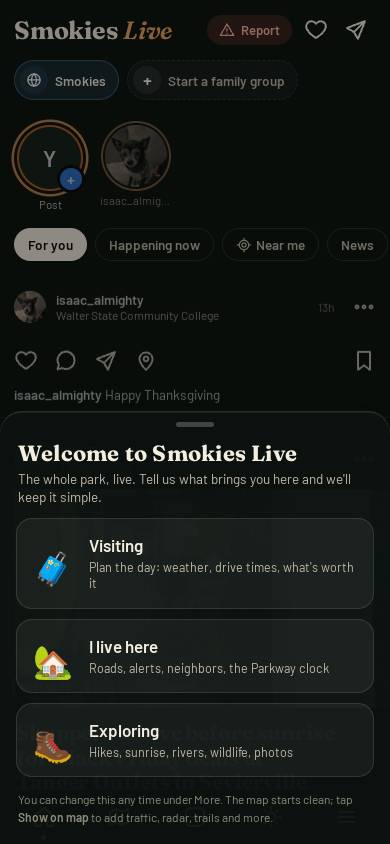 Smokies Live
Report
Smokies
+ Start a family group
Y
+
Post
isaac_almig...
For you
Happening now
Near me
News
isaac_almighty
Walter State Community College
13h
isaac_almighty Happy Thanksgiving
Welcome to Smokies Live
The whole park, live. Tell us what brings you here and we'll
keep it simple.
Visiting
Plan the day: weather, drive times, what's worth
it
I live here
Roads, alerts, neighbors, the Parkway clock
Exploring
Hikes, sunrise, rivers, wildlife, photos
You can change this any time under More. The map starts clean; tap
Show on map to add traffic, radar, trails and more.